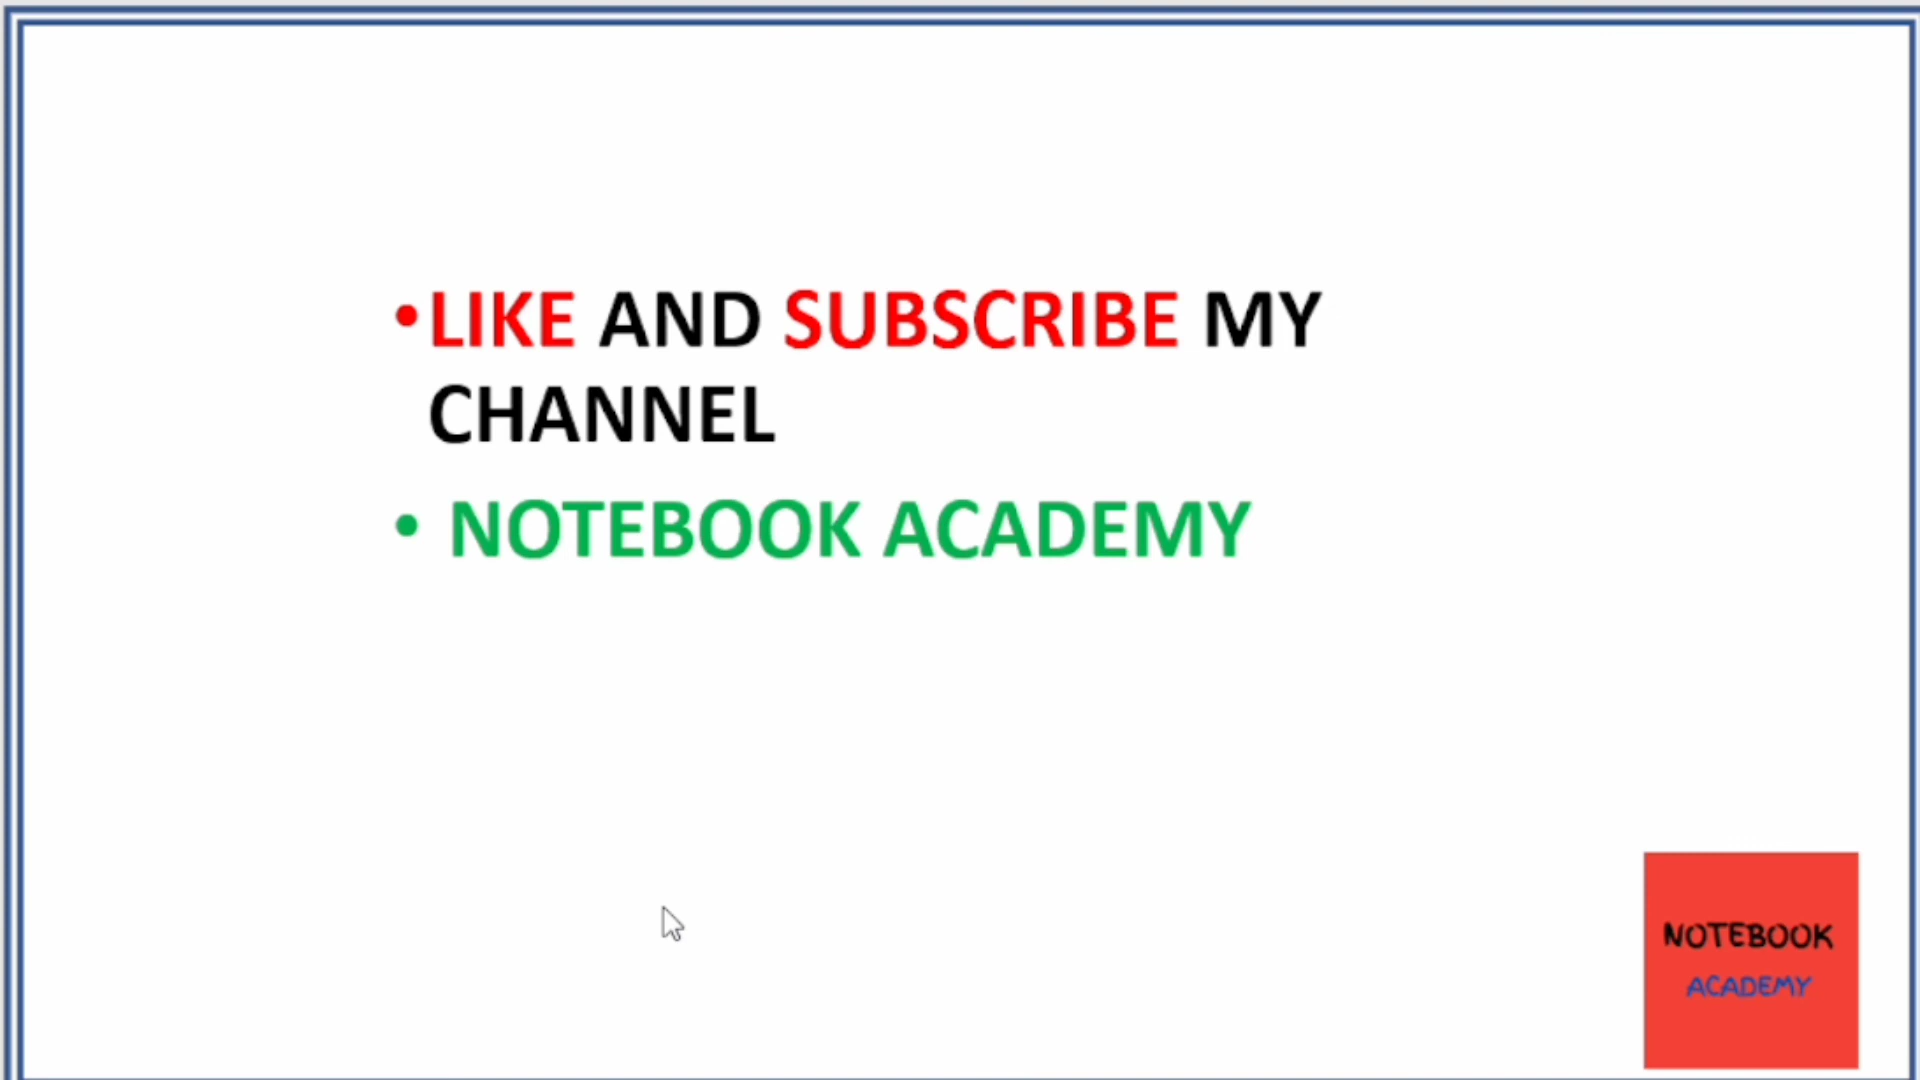 •LIKE AND SUBSCRIBE MY
CHANNEL
• NOTEBOOK ACADEMY
NOTEBOOK
ACADEMY